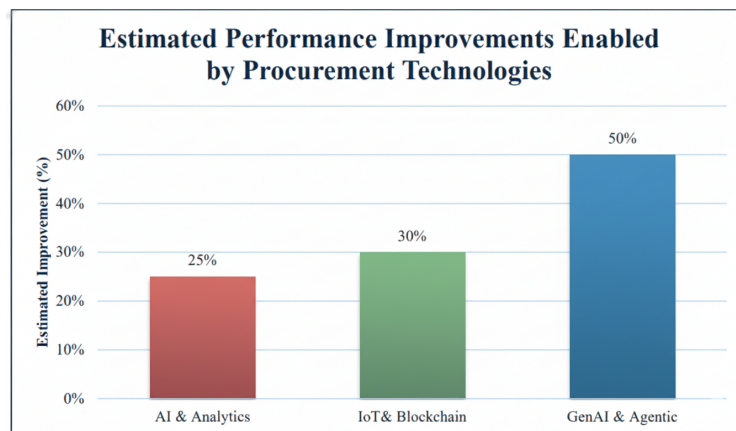 Estimated Performance Improvements Enabled
by Procurement Technologies
Estimated Improvement (%)
60%
50%
40%
30%
20%
10%
0%
25%
30%
50%
AI & Analytics
IoT& Blockchain
GenAI & Agentic